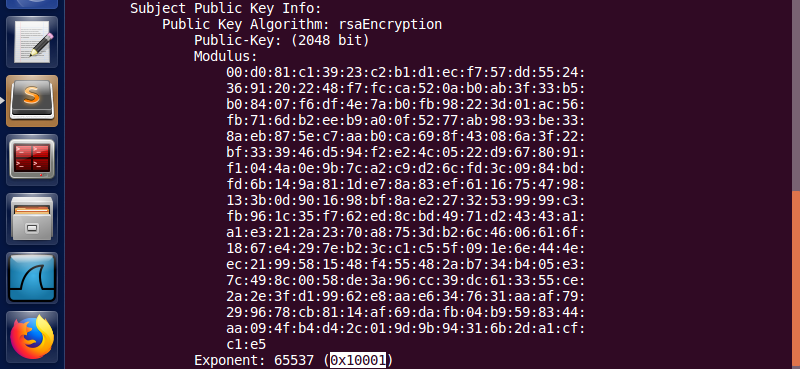 Subject Public Key Info:
Public Key Algorithm: rsaEncryption
Public-Key: (2048 bit)
Modulus:
00:d0:81:c1:39:23:c2:b1:d1:ec:f7:57:dd:55:24:
36:91:20:22:48:f7:fc:ca:52:0a:b0:ab:3f:33:b5:
b0:84:07:f6:df:4e:7a:b0:fb:98:22:3d:01:ac:56:
fb:71:6d:b2:ee:b9:a0:0f:52:77:ab:98:93:be:33:
8a:eb:87:5e:c7:aa:b0:ca:69:8f:43:08:6a:3f:22:
bf:33:39:46:d5:94:f2:e2:4c:05:22:d9:67:80:91:
f1:04:4a:0e:9b:7c:a2:c9:d2:6c:fd:3c:09:84:bd:
fd:6b:14:9a:81:1d:e7:8a:83:ef:61:16:75:47:98:
13:3b:0d:90:16:98:bf:8a:e2:27:32:53:99:99:c3:
fb:96:1c:35:f7:62:ed:8c:bd:49:71:d2:43:43:a1:
a1:e3:21:2a:23:70:a8:75:3d:b2:6c:46:06:61:6f:
18:67:e4:29:7e:b2:3c:c1:c5:5f:09:1e:6e:44:4e:
ec:21:99:58:15:48:f4:55:48:2a:b7:34:b4:05:e3:
7c:49:8c:00:58:de:3a:96:cc:39:dc:61:33:55:ce:
2a:2e:3f:d1:99:62:e8:aa:e6:34:76:31:aa:af:79:
29:96:78:cb:81:14:af:69:da:fb:04:b9:59:83:44:
aa:09:4f:b4:d4:2c:01:9d:9b:94:31:6b:2d:a1:cf:
c1:e5
Exponent: 65537 (0x10001)